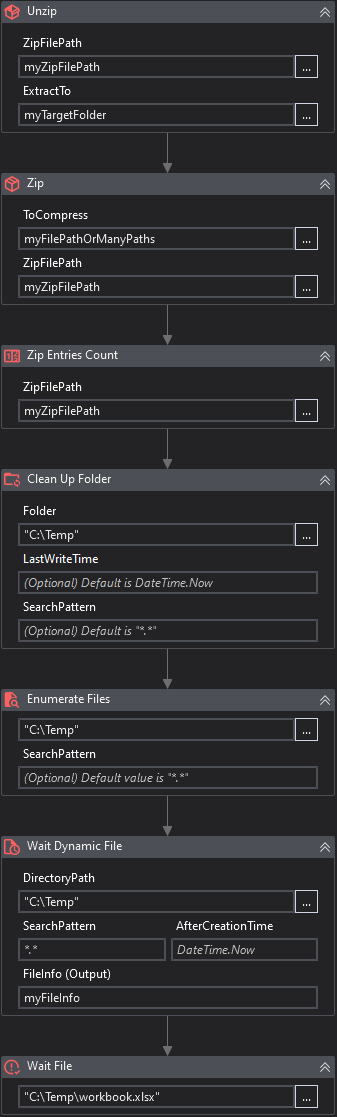 Unzip
ZipFilePath
myZipFilePath
...
ExtractTo
myTargetFolder
...
Zip
ToCompress
myFilePathOrManyPaths
...
ZipFilePath
myZipFilePath
...
Zip Entries Count
ZipFilePath
myZipFilePath
...
Clean Up Folder
Folder
"C:\Temp"
...
LastWriteTime
(Optional) Default is DateTime.Now
SearchPattern
(Optional) Default is "*.*"
Enumerate Files
"C:\Temp"
...
SearchPattern
(Optional) Default value is "*.*"
Wait Dynamic File
DirectoryPath
"C:\Temp"
...
SearchPattern AfterCreationTime
*.* DateTime.Now
FileInfo (Output)
myFileInfo
Wait File
"C:\Temp\workbook.xlsx"
...